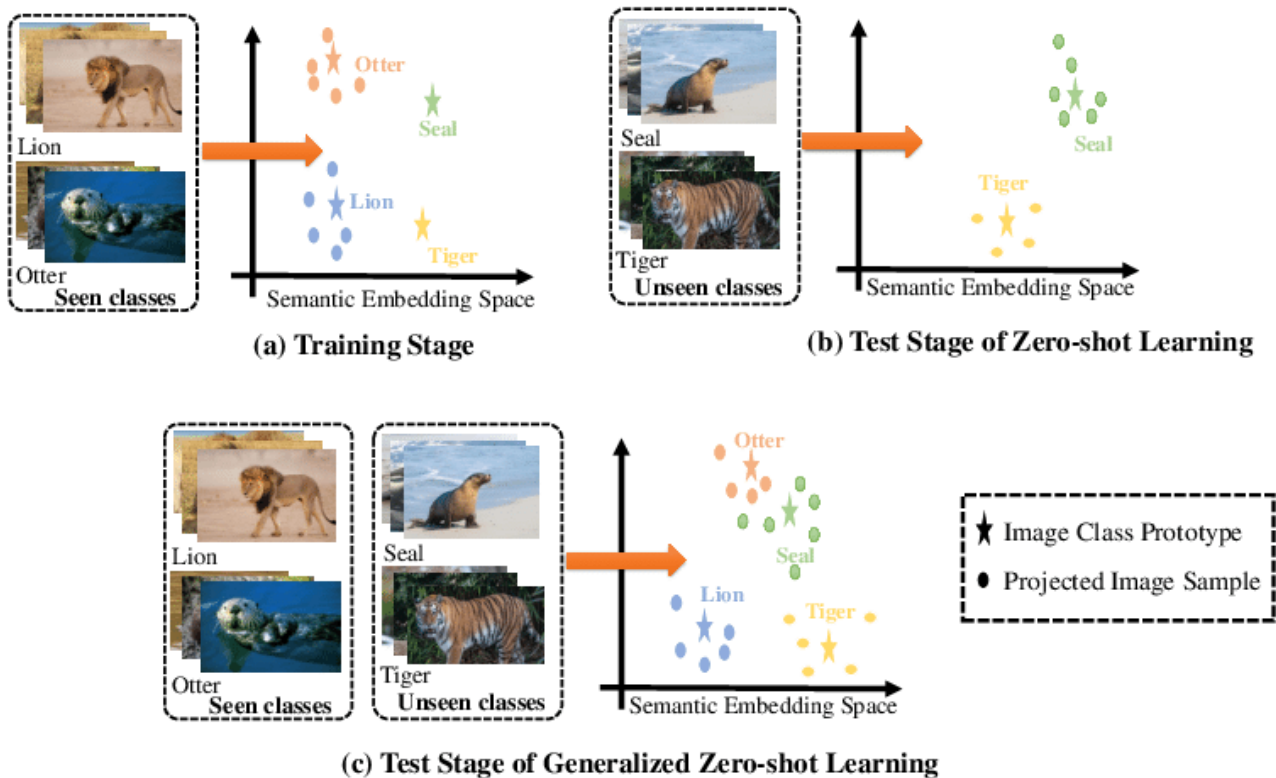 Lion
Otter
Seen classes
Otter
Seal
Lion
Tiger
Semantic Embedding Space
(a) Training Stage
Seal
Tiger
Unseen classes
Seal
Tiger
Semantic Embedding Space
(b) Test Stage of Zero-shot Learning
Lion
Otter
Seen classes
Seal
Tiger
Unseen classes
Otter
Seal
Lion
Tiger
Semantic Embedding Space
Image Class Prototype
Projected Image Sample
(c) Test Stage of Generalized Zero-shot Learning